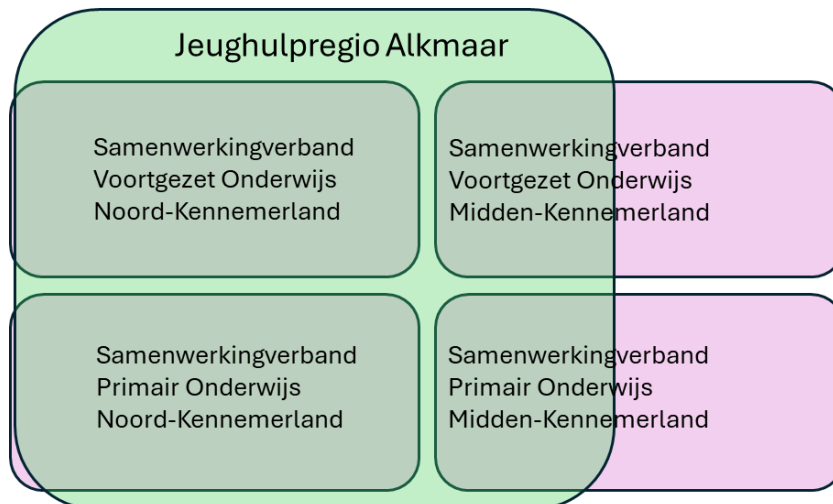 Jeughulpregio Alkmaar
Samenwerkingverband
Voortgezet Onderwijs
Noord-Kennemerland
Samenwerkingverband
Voortgezet Onderwijs
Midden-Kennemerland
Samenwerkingverband
Primair Onderwijs
Noord-Kennemerland
Samenwerkingverband
Primair Onderwijs
Midden-Kennemerland